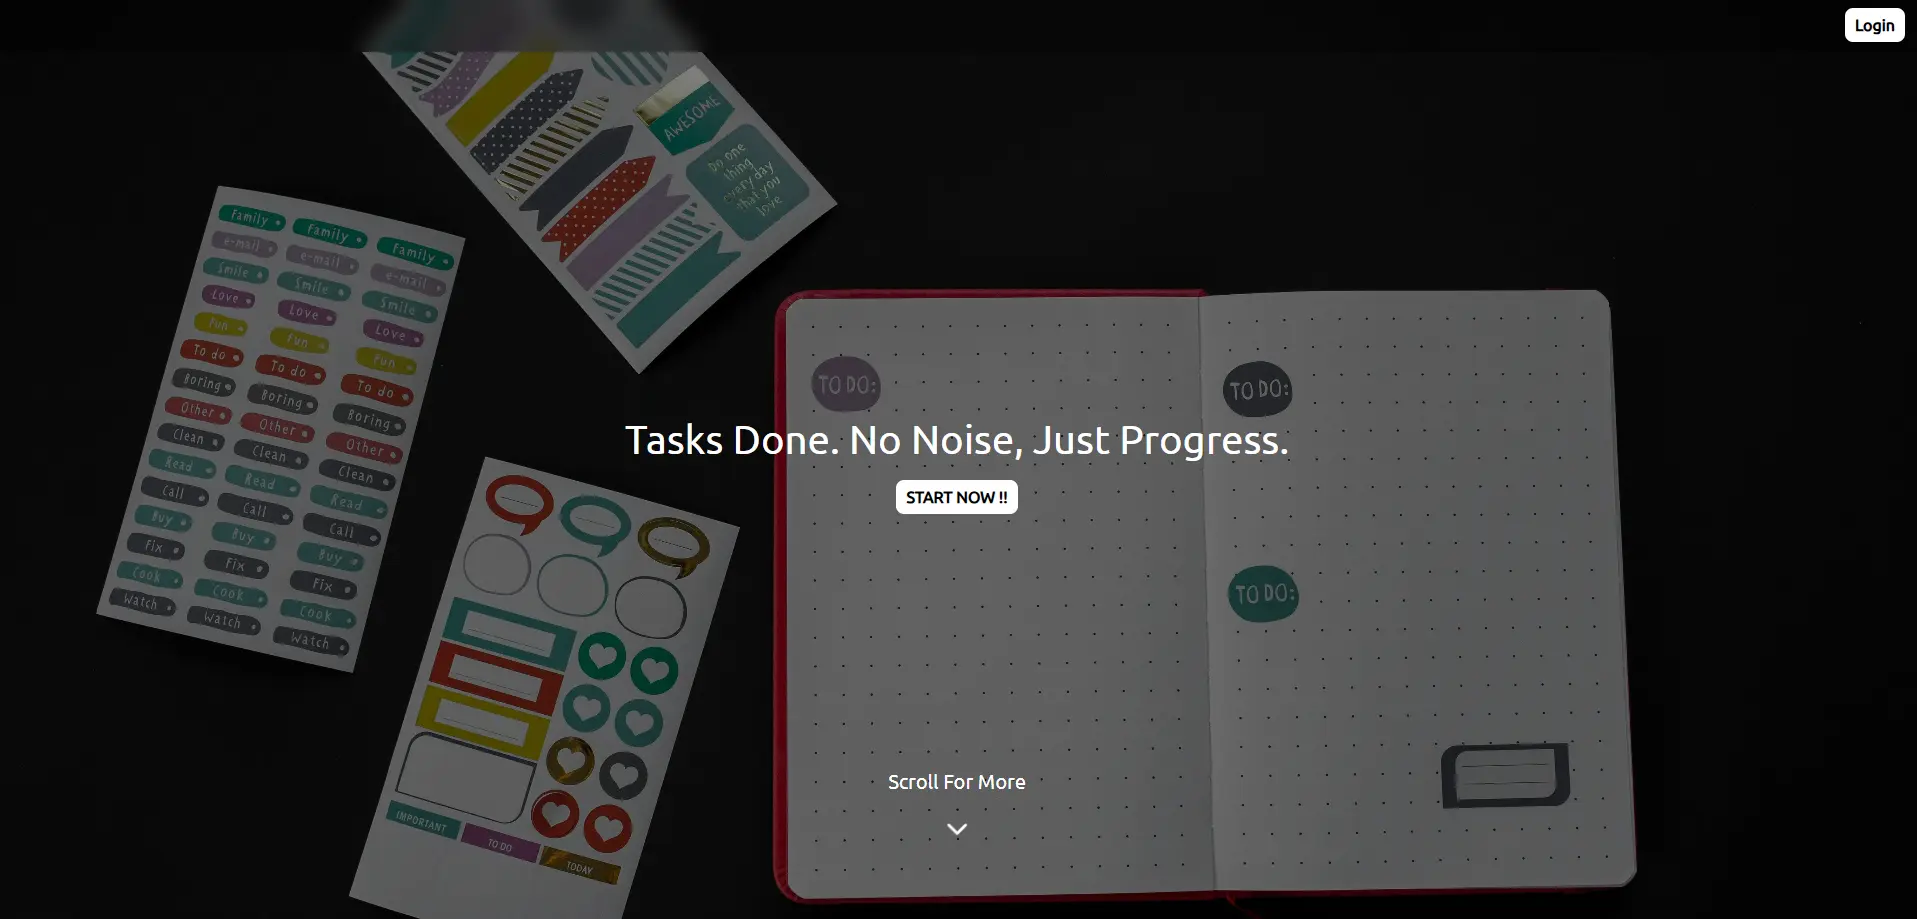 Login
AWESOME
Do one
thing
every day
that you
love
Family Family Family
e-mail e-mail e-mail
Smile Smile Smile
Love Love Love
Fun Fun Fun
To do To do To do
Boring Boring Boring
Other Other Other
Clean Clean Clean
Read Read Read
Call Call Call
Buy Buy Buy
Fix Fix Fix
Cook Cook Cook
Watch Watch Watch
TO DO:
TO DO:
Tasks Done. No Noise, Just Progress.
START NOW !!
TO DO:
Scroll For More
IMPORTANT
TO DO
TODAY